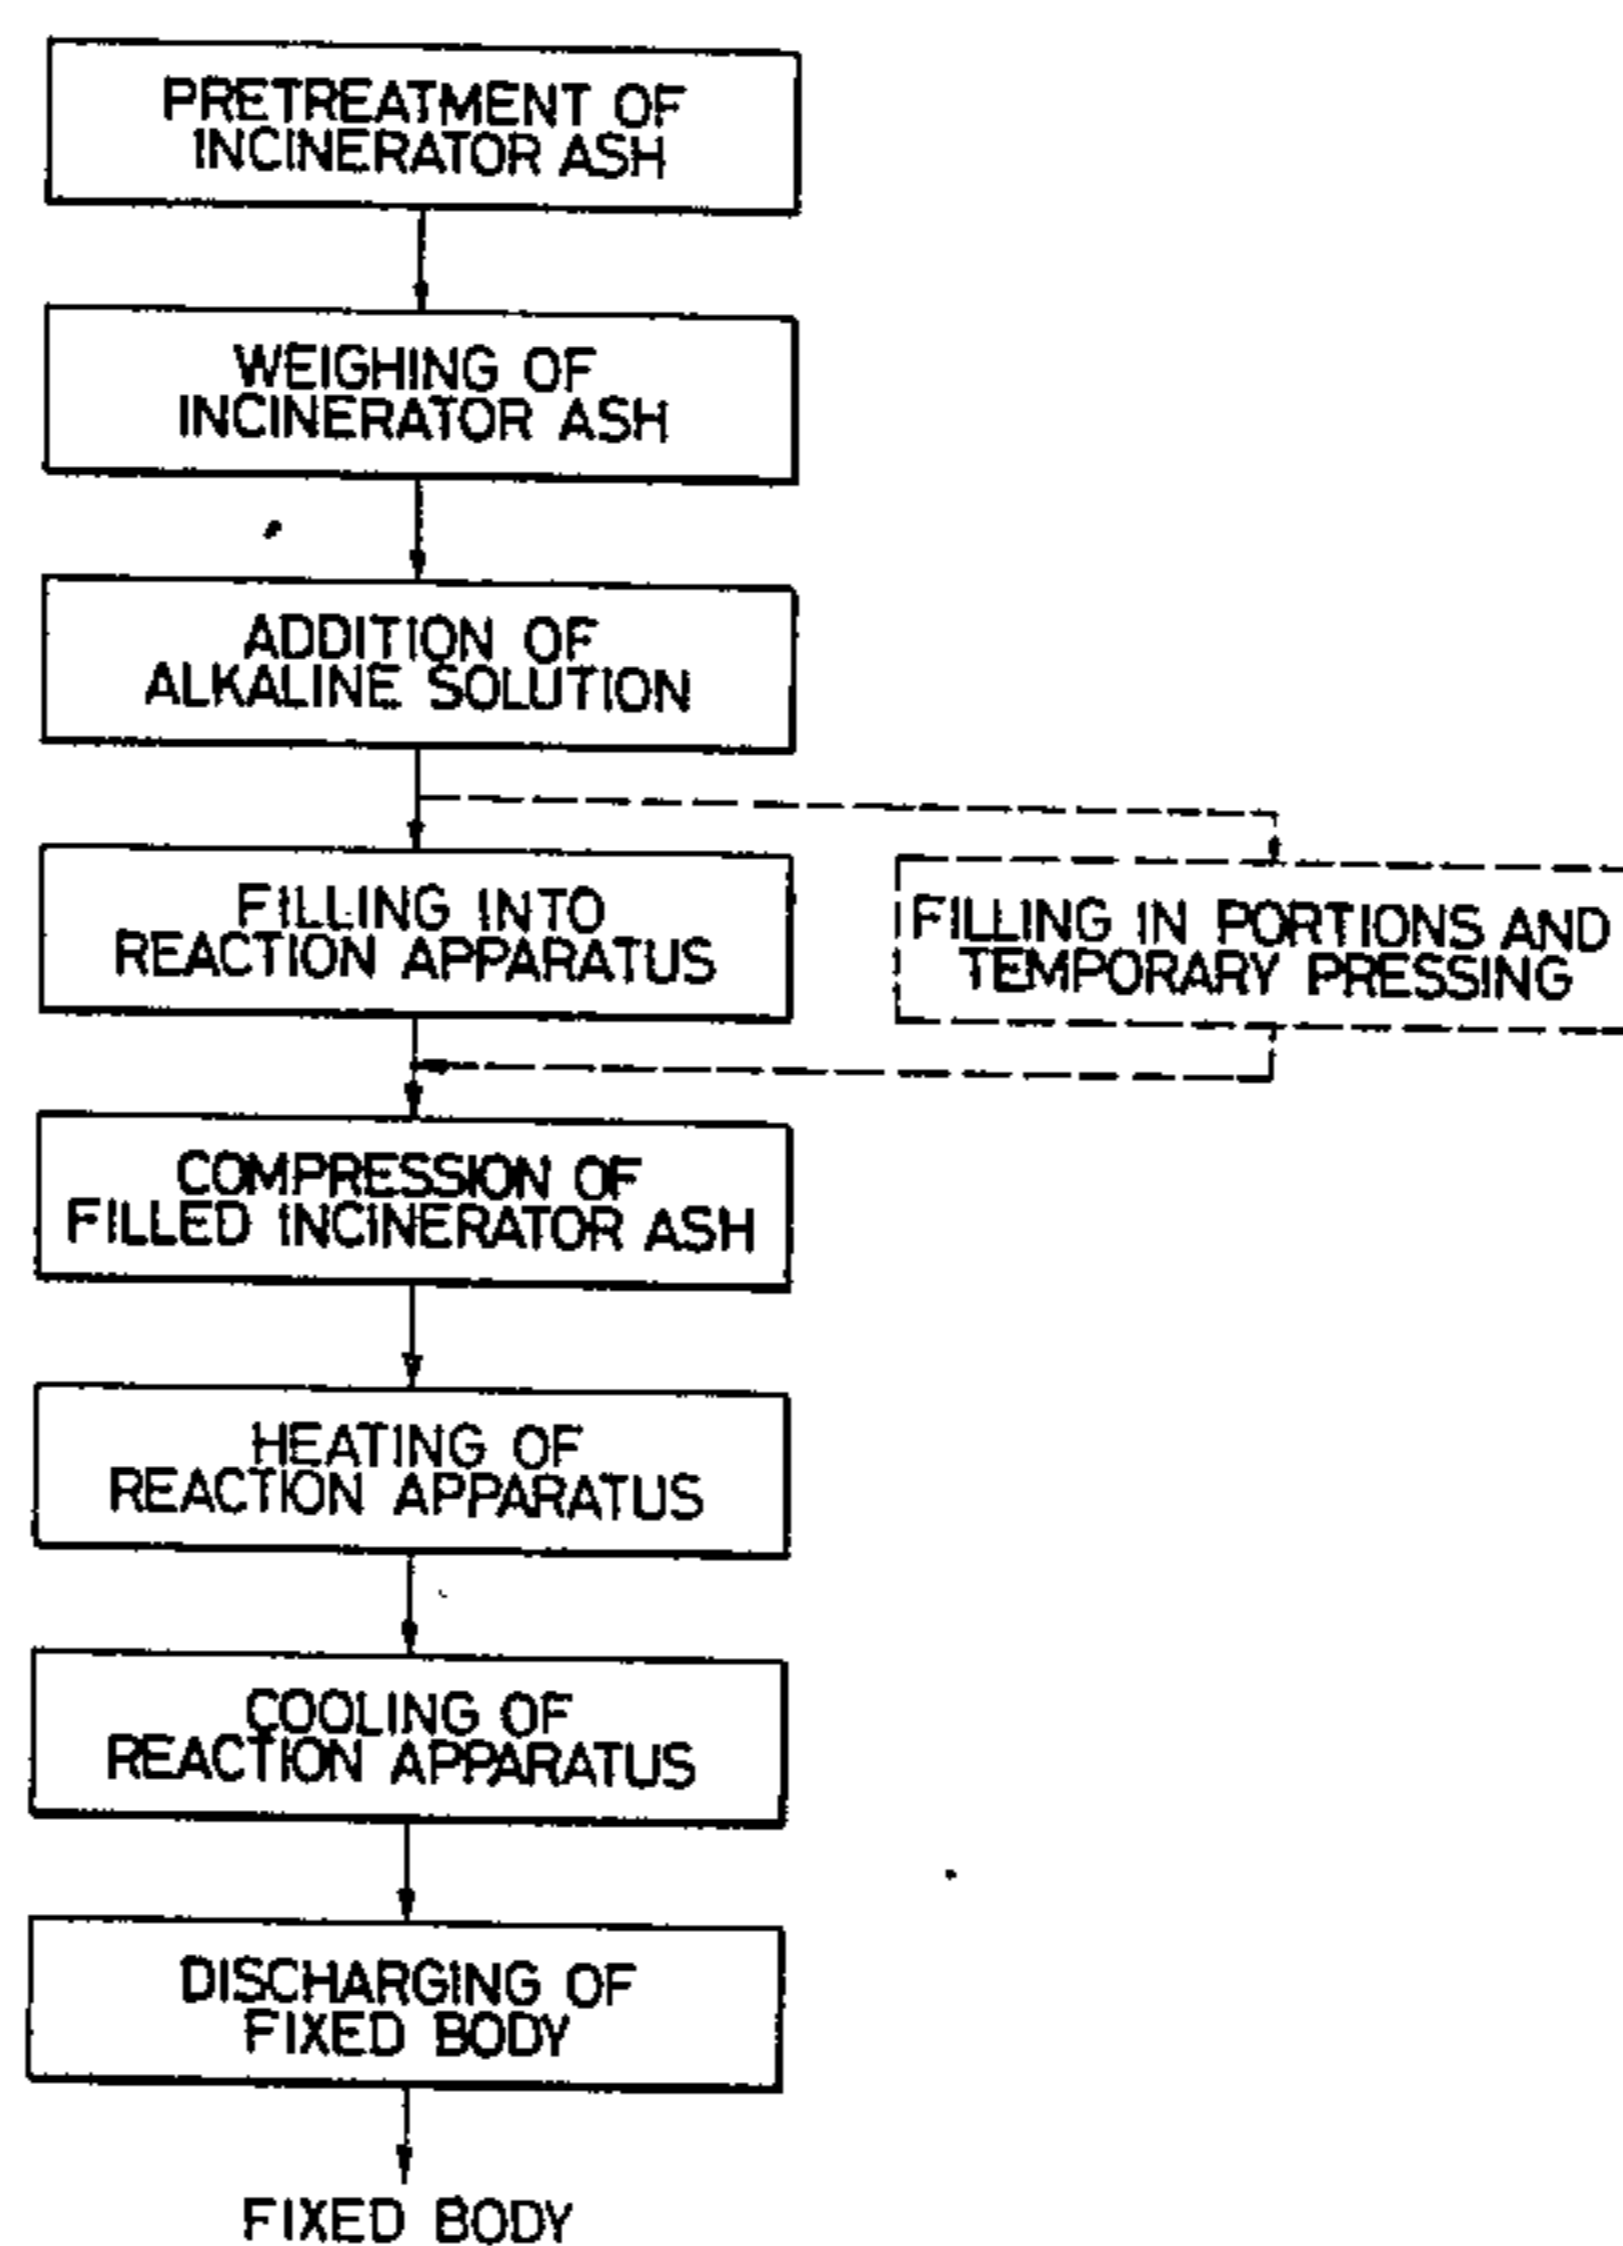 PRETREATMENT OF
INCINERATOR ASH
WEIGHING OF
INCINERATOR ASH
ADDITION OF
ALKALINE SOLUTION
FILLING INTO
REACTION APPARATUS
FILLING IN PORTIONS AND
TEMPORARY PRESSING
COMPRESSION OF
FILLED INCINERATOR ASH
HEATING OF
REACTION APPARATUS
COOLING OF
REACTION APPARATUS
DISCHARGING OF
FIXED BODY
FIXED BODY